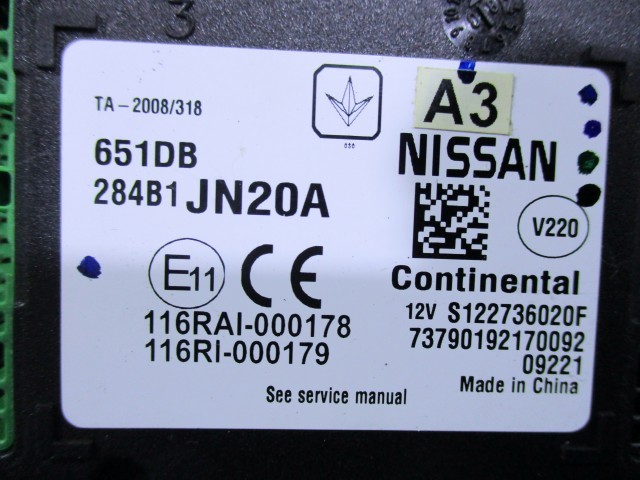 3
TA-2008/318
030
A3
651DB
NISSAN
284B1 JN20A
V220
E11 CE
Continental
116RAI-000178
12V S122736020F
116RI-000179
73790192170092
09221
See service manual
Made in China